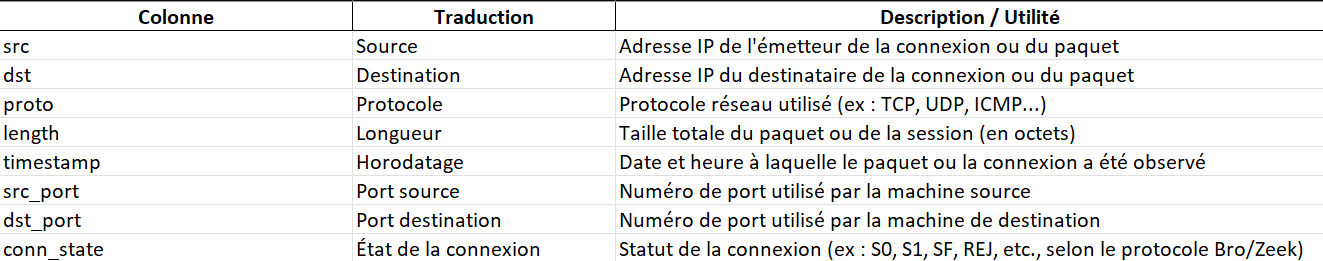 Colonne Traduction Description / Utilité
src Source Adresse IP de l'émetteur de la connexion ou du paquet
dst Destination Adresse IP du destinataire de la connexion ou du paquet
proto Protocole Protocole réseau utilisé (ex : TCP, UDP, ICMP...)
length Longueur Taille totale du paquet ou de la session (en octets)
timestamp Horodatage Date et heure à laquelle le paquet ou la connexion a été observé
src_port Port source Numéro de port utilisé par la machine source
dst_port Port destination Numéro de port utilisé par la machine de destination
conn_state État de la connexion Statut de la connexion (ex : S0, S1, SF, REJ, etc., selon le protocole Bro/Zeek)